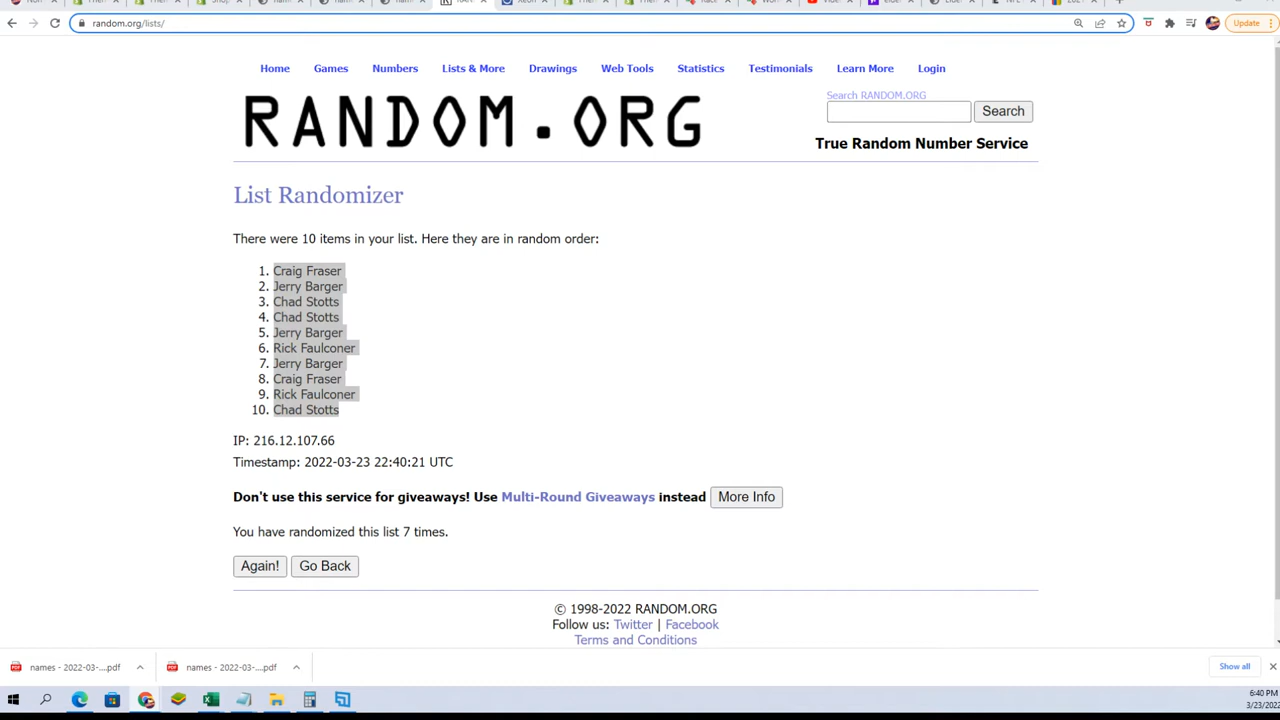 random.org/lists/
Update
Home Games Numbers Lists & More Drawings Web Tools Statistics Testimonials Learn More Login
RANDOM.ORG
Search RANDOM.ORG
Search
True Random Number Service
List Randomizer
There were 10 items in your list. Here they are in random order:
1. Craig Fraser
2. Jerry Barger
3. Chad Stotts
4. Chad Stotts
5. Jerry Barger
6. Rick Faulconer
7. Jerry Barger
8. Craig Fraser
9. Rick Faulconer
10. Chad Stotts
IP: 216.12.107.66
Timestamp: 2022-03-23 22:40:21 UTC
Don't use this service for giveaways! Use Multi-Round Giveaways instead More Info
You have randomized this list 7 times.
Again! Go Back
© 1998-2022 RANDOM.ORG
Follow us: Twitter | Facebook
Terms and Conditions
names - 2022-03-....pdf names - 2022-03-....pdf Show all
6:40 PM
3/23/2022